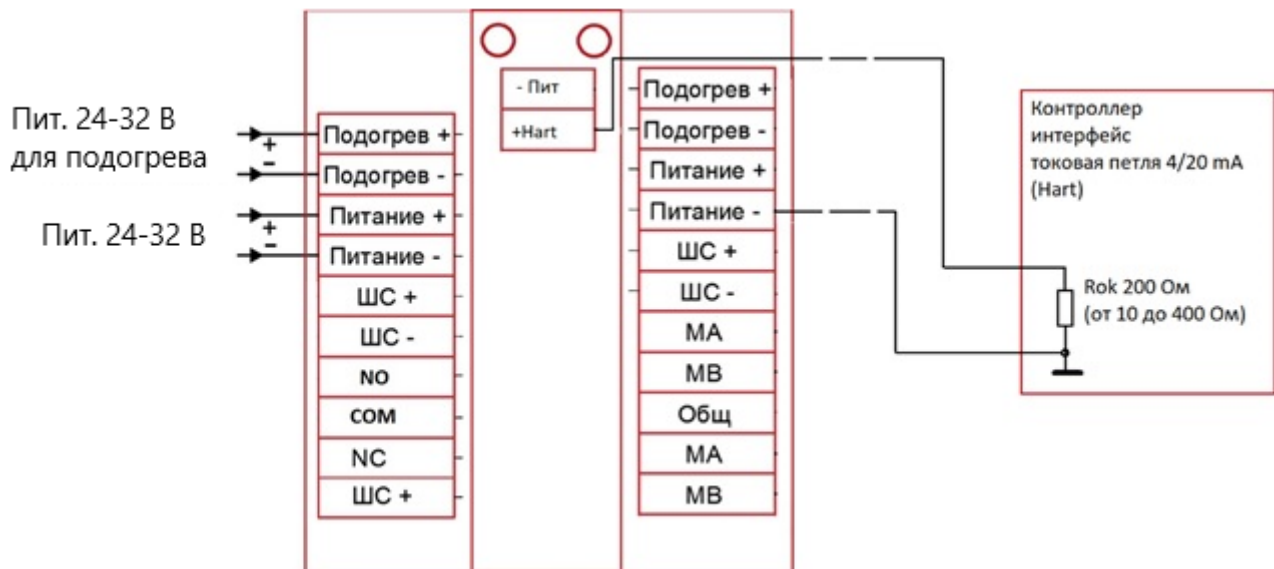 Пит. 24-32 В
для подогрева
+
−
Пит. 24-32 В
+
−
Подогрев +
Подогрев -
Питание +
Питание -
ШС +
ШС -
NO
COM
NC
ШС +
- Пит
+Hart
Подогрев +
Подогрев -
Питание +
Питание -
ШС +
ШС -
МА
МВ
Общ
МА
МВ
Контроллер
интерфейс
токовая петля 4/20 mA
(Hart)
Rok 200 Ом
(от 10 до 400 Ом)